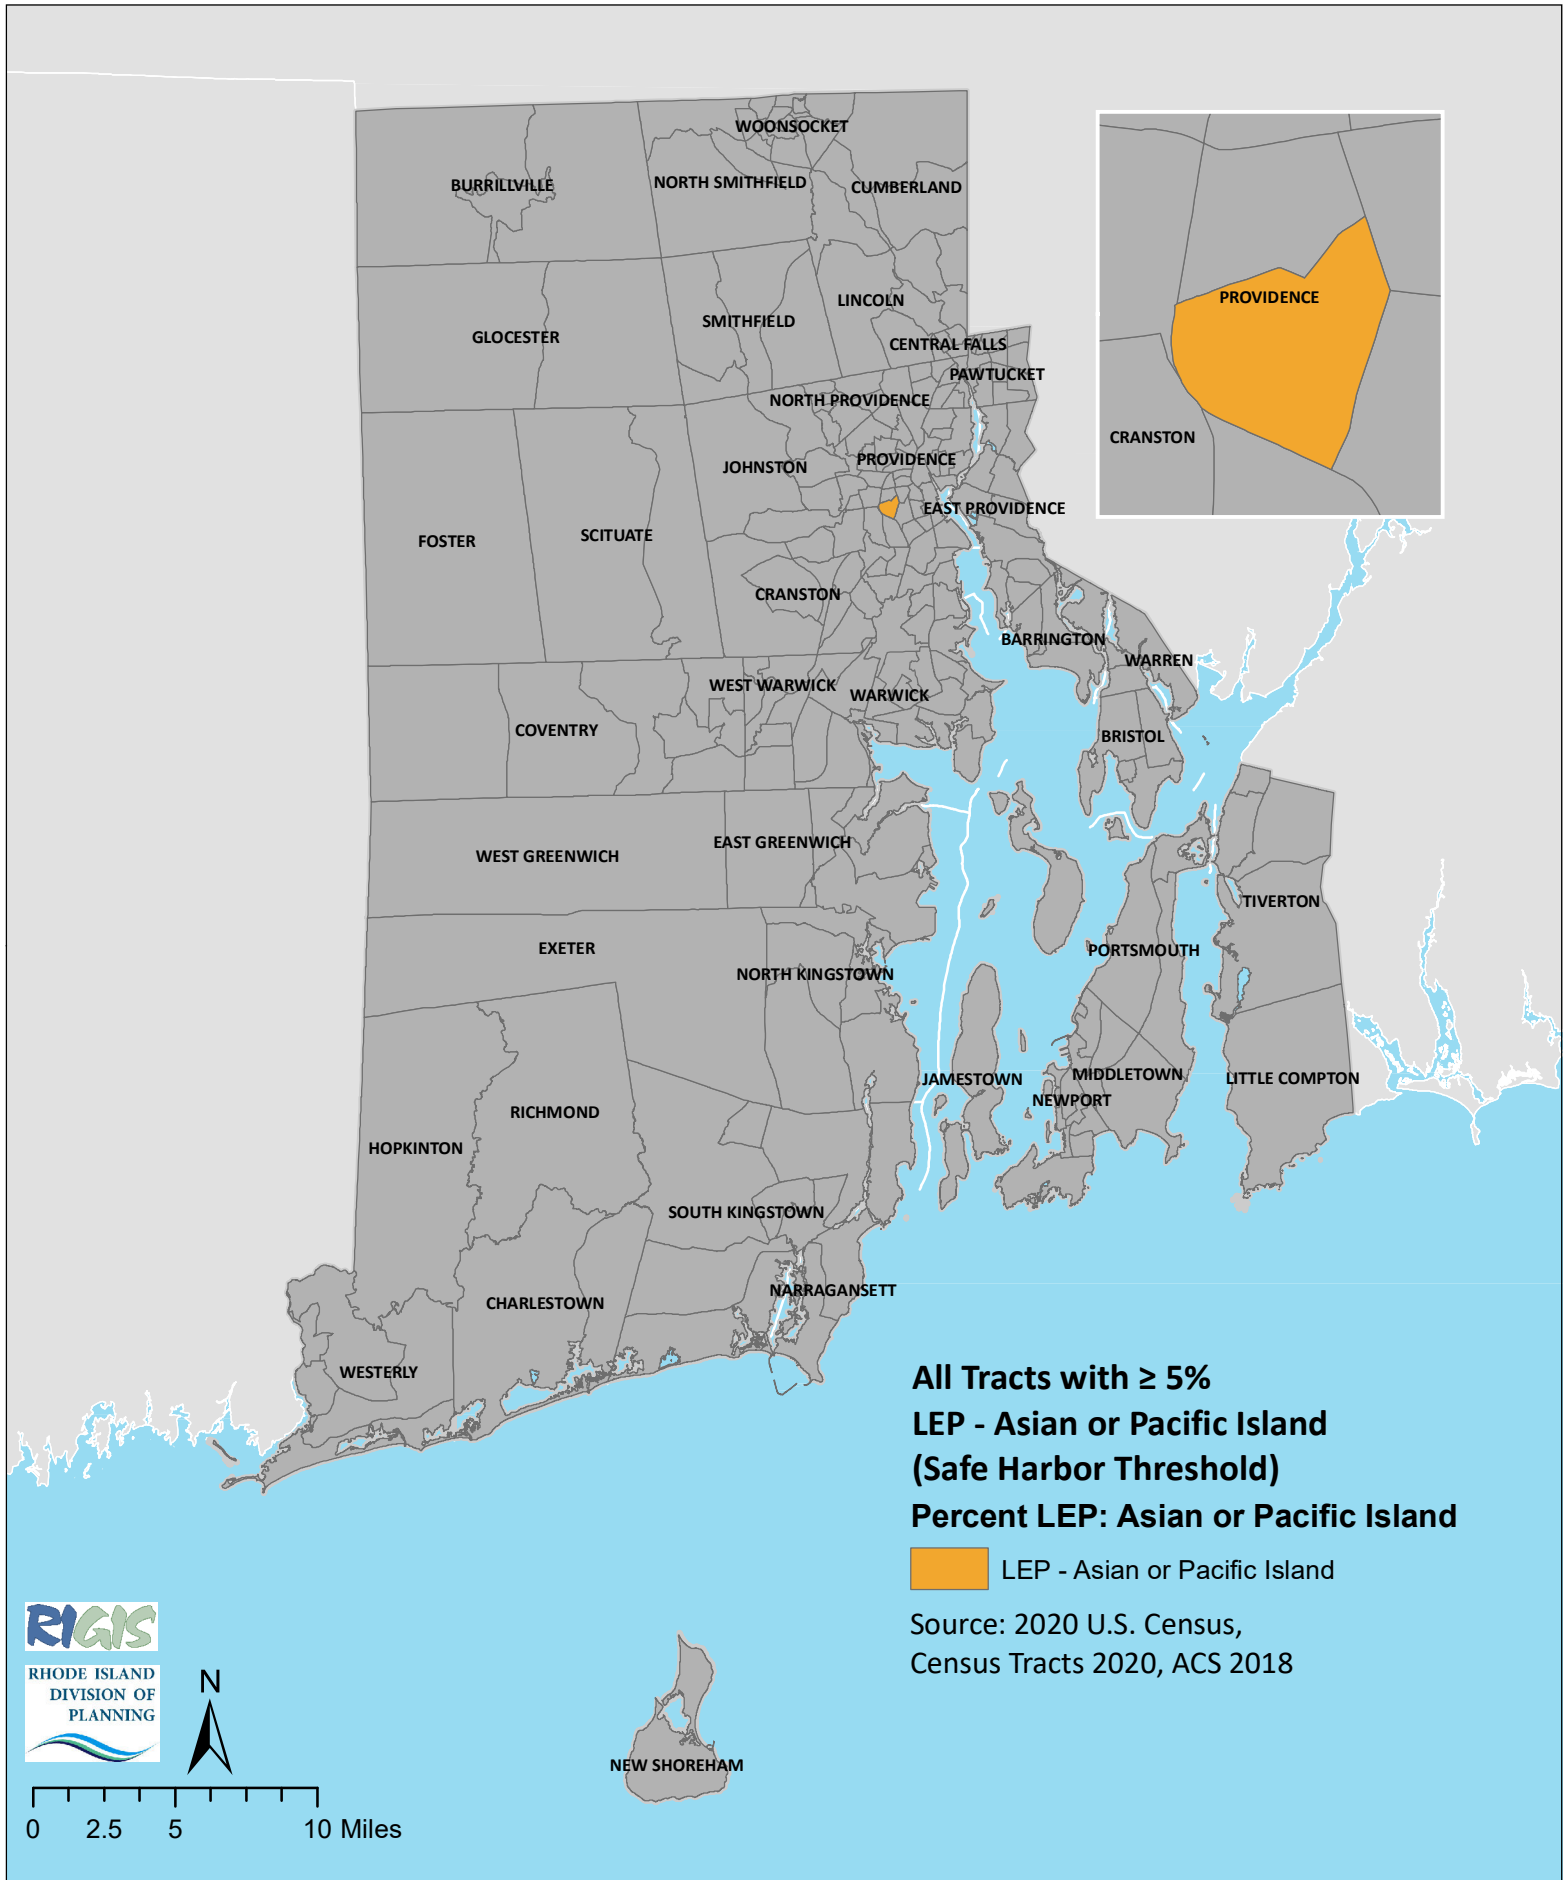 WOONSOCKET
BURRILLVILLE
NORTH SMITHFIELD
CUMBERLAND
LINCOLN
SMITHFIELD
GLOCESTER
CENTRAL FALLS
PAWTUCKET
NORTH PROVIDENCE
PROVIDENCE
JOHNSTON
EAST PROVIDENCE
SCITUATE
FOSTER
CRANSTON
BARRINGTON
WARREN
WEST WARWICK
WARWICK
COVENTRY
BRISTOL
EAST GREENWICH
WEST GREENWICH
TIVERTON
EXETER
PORTSMOUTH
NORTH KINGSTOWN
JAMESTOWN
MIDDLETOWN
LITTLE COMPTON
NEWPORT
RICHMOND
HOPKINTON
SOUTH KINGSTOWN
NARRAGANSETT
CHARLESTOWN
WESTERLY
NEW SHOREHAM
PROVIDENCE
CRANSTON
All Tracts with ≥ 5%
LEP - Asian or Pacific Island
(Safe Harbor Threshold)
Percent LEP: Asian or Pacific Island
LEP - Asian or Pacific Island
Source: 2020 U.S. Census,
Census Tracts 2020, ACS 2018
RIGIS
RHODE ISLAND
DIVISION OF
PLANNING
N
0 2.5 5 10 Miles